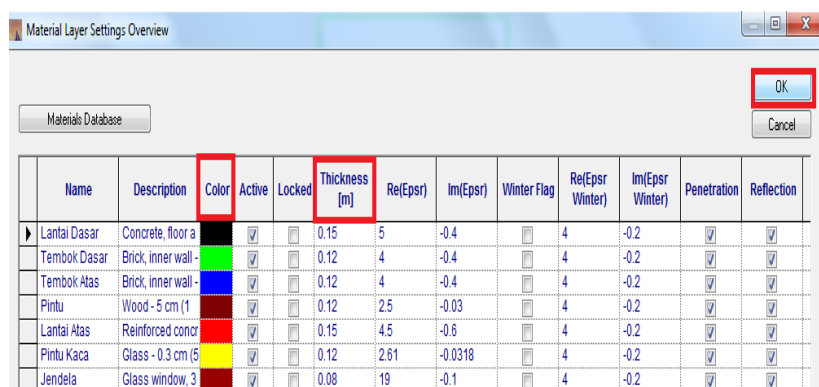 Material Layer Settings Overview
OK
Materials Database
Cancel
Name Description Color Active Locked Thickness [m] Re(Epsr) Im(Epsr) Winter Flag Re(Epsr Winter) Im(Epsr Winter) Penetration Reflection
Lantai Dasar Concrete, floor a 0.15 5 -0.4 4 -0.2
Tembok Dasar Brick, inner wall - 0.12 4 -0.4 4 -0.2
Tembok Atas Brick, inner wall - 0.12 4 -0.4 4 -0.2
Pintu Wood - 5 cm (1 0.12 2.5 -0.03 4 -0.2
Lantai Atas Reinforced concr 0.15 4.5 -0.6 4 -0.2
Pintu Kaca Glass - 0.3 cm (5 0.12 2.61 -0.0318 4 -0.2
Jendela Glass window, 3 0.08 19 -0.1 4 -0.2